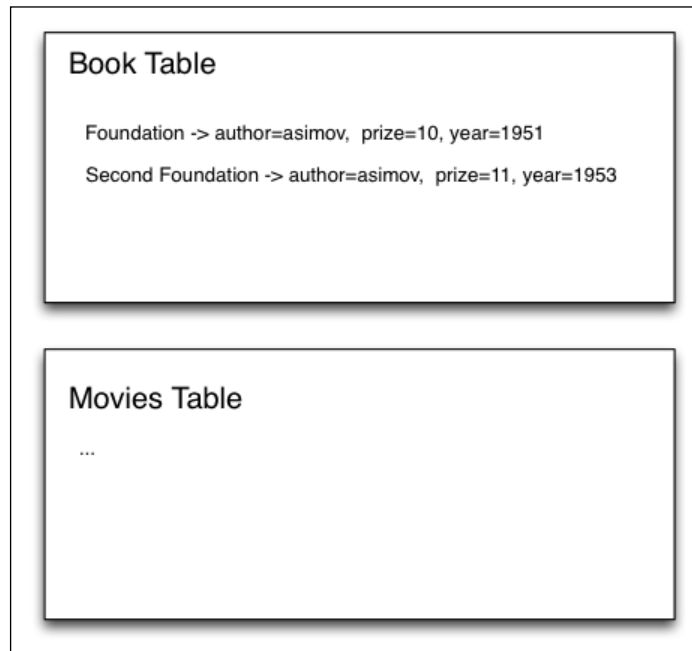 Book Table
Foundation -> author=asimov, prize=10, year=1951
Second Foundation -> author=asimov, prize=11, year=1953
Movies Table
...